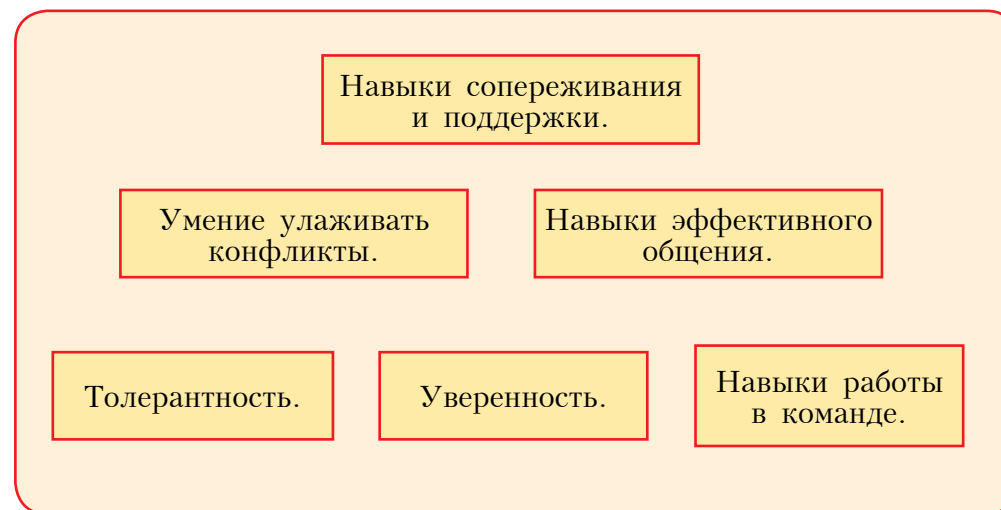 Навыки сопереживания
и поддержки.
Умение улаживать
конфликты.
Навыки эффективного
общения.
Толерантность.
Уверенность.
Навыки работы
в команде.